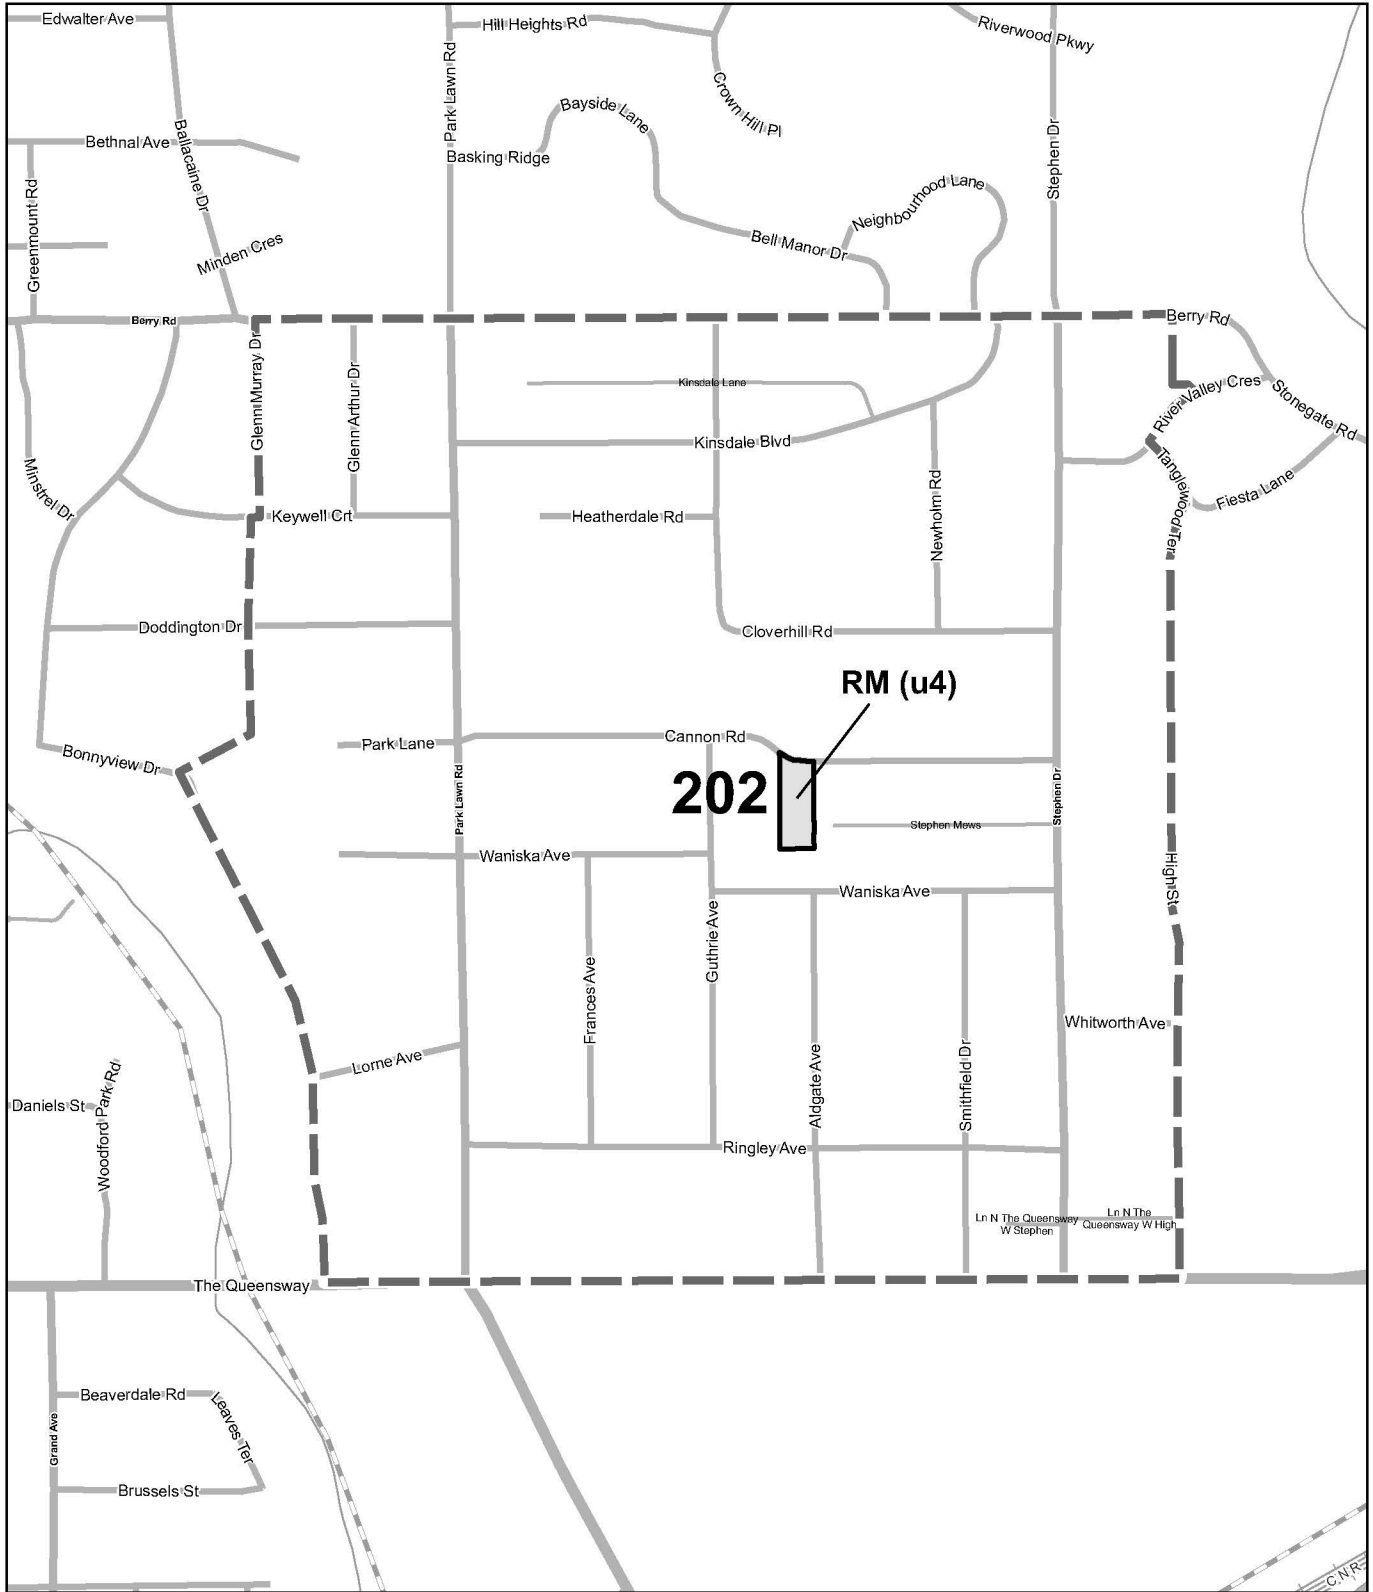 Edwalter Ave
Hill Heights Rd
Riverwood Pkwy
Park Lawn Rd
Crown Hill Pl
Bayside Lane
Ballacaine Dr
Bethnal Ave
Basking Ridge
Stephen Dr
Greenmount Rd
Neighbourhood Lane
Minden Cres
Bell Manor Dr
Berry Rd
Berry Rd
Glenn Murray Dr
Glenn Arthur Dr
Kinsdale Lane
River Valley Cres
Stonegate Rd
Kinsdale Blvd
Minstrel Dr
Tanglewood Ter
Fiesta Lane
Keywell Crt
Heatherdale Rd
Newholm Rd
Doddington Dr
Cloverhill Rd
RM (u4)
Bonnyview Dr
Park Lane
Cannon Rd
202
Park Lawn Rd
Stephen Dr
Stephen Mews
Waniska Ave
Waniska Ave
High St
Guthrie Ave
Frances Ave
Whitworth Ave
Lorne Ave
Aldgate Ave
Smithfield Dr
Daniels St
Woodford Park Rd
Ringley Ave
Ln N The Queensway
W Stephen
Ln N The
Queensway W High
The Queensway
Beaverdale Rd
Leaves Ter
Grand Ave
Brussels St
C N R